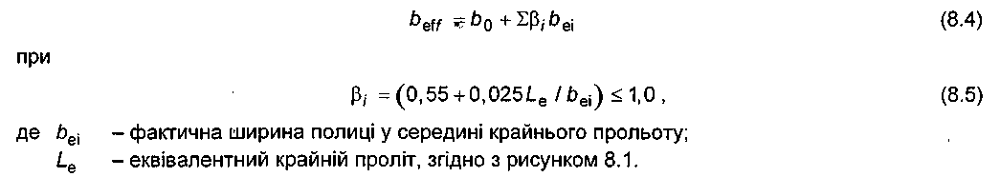 b_eff = b_0 + Σβ_i b_ei (8.4)
при
β_i = (0,55 + 0,025 L_e / b_ei) ≤ 1,0 , (8.5)
де b_ei – фактична ширина полиці у середині крайнього прольоту;
L_e – еквівалентний крайній проліт, згідно з рисунком 8.1.